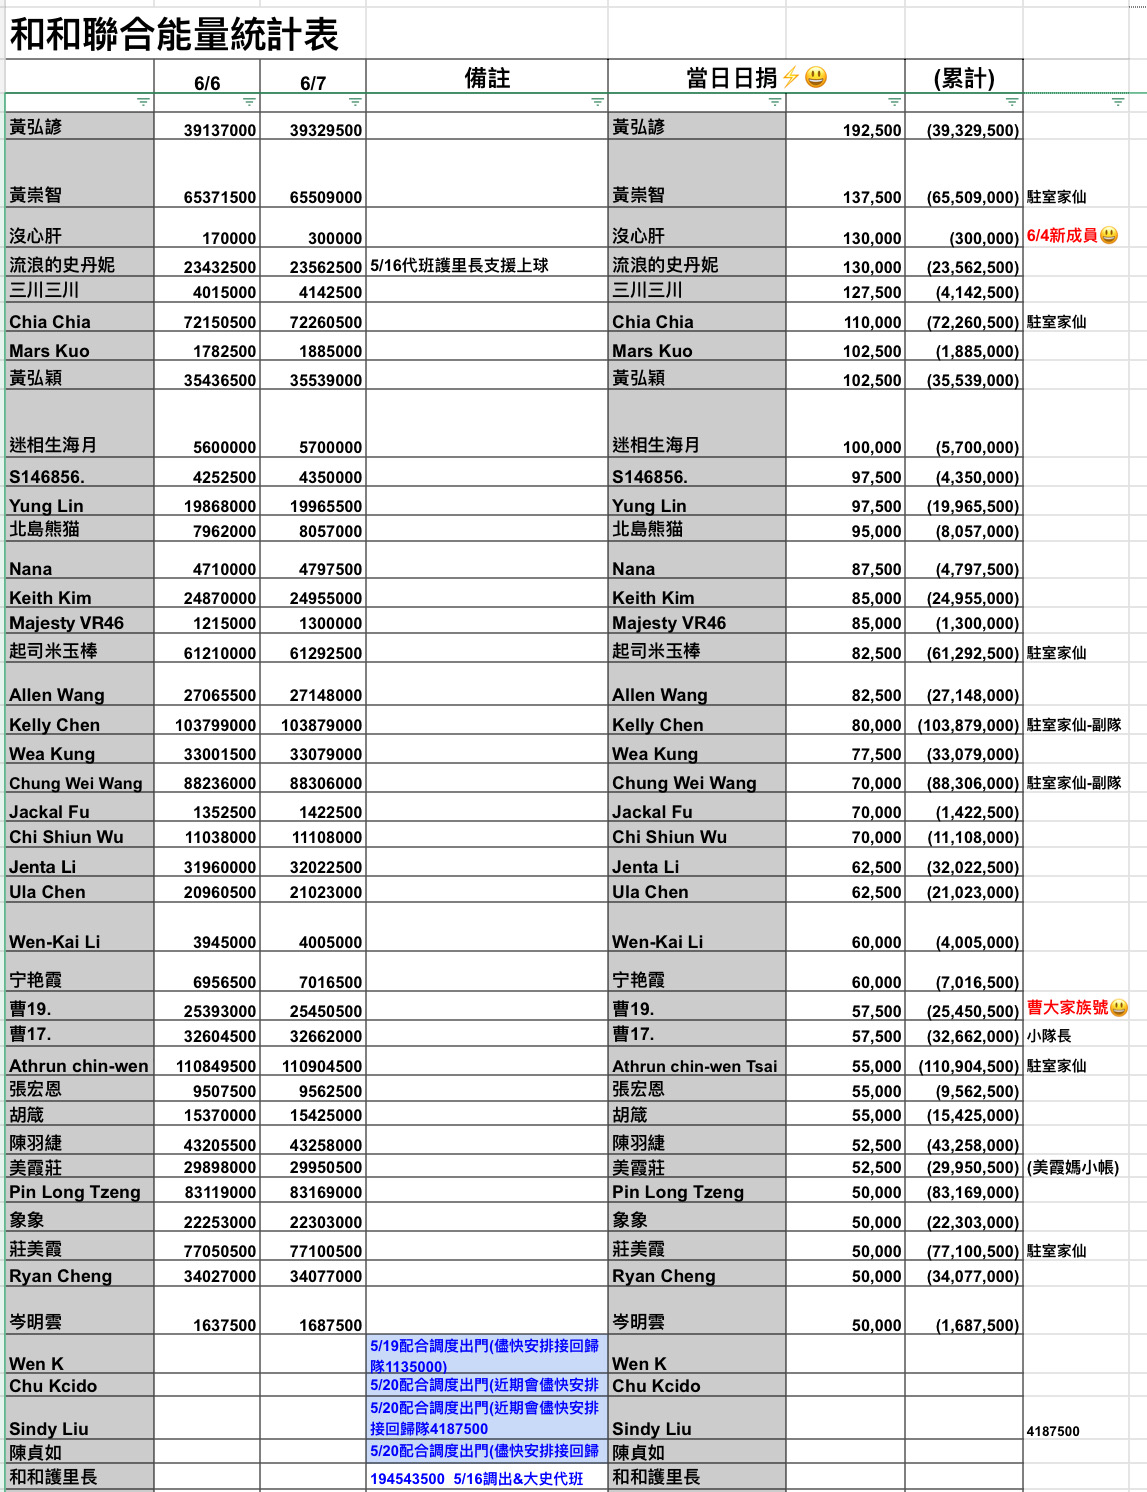 和和聯合能量統計表
6/6 6/7 備註 當日日捐⚡😃 (累計)
黃弘諺 39137000 39329500 黃弘諺 192,500 (39,329,500)
黃崇智 65371500 65509000 黃崇智 137,500 (65,509,000) 駐室家仙
沒心肝 170000 300000 沒心肝 130,000 (300,000) 6/4新成員😃
流浪的史丹妮 23432500 23562500 5/16代班護里長支援上球 流浪的史丹妮 130,000 (23,562,500)
三川三川 4015000 4142500 三川三川 127,500 (4,142,500)
Chia Chia 72150500 72260500 Chia Chia 110,000 (72,260,500) 駐室家仙
Mars Kuo 1782500 1885000 Mars Kuo 102,500 (1,885,000)
黃弘穎 35436500 35539000 黃弘穎 102,500 (35,539,000)
迷相生海月 5600000 5700000 迷相生海月 100,000 (5,700,000)
S146856. 4252500 4350000 S146856. 97,500 (4,350,000)
Yung Lin 19868000 19965500 Yung Lin 97,500 (19,965,500)
北島熊猫 7962000 8057000 北島熊猫 95,000 (8,057,000)
Nana 4710000 4797500 Nana 87,500 (4,797,500)
Keith Kim 24870000 24955000 Keith Kim 85,000 (24,955,000)
Majesty VR46 1215000 1300000 Majesty VR46 85,000 (1,300,000)
起司米玉棒 61210000 61292500 起司米玉棒 82,500 (61,292,500) 駐室家仙
Allen Wang 27065500 27148000 Allen Wang 82,500 (27,148,000)
Kelly Chen 103799000 103879000 Kelly Chen 80,000 (103,879,000) 駐室家仙-副隊
Wea Kung 33001500 33079000 Wea Kung 77,500 (33,079,000)
Chung Wei Wang 88236000 88306000 Chung Wei Wang 70,000 (88,306,000) 駐室家仙-副隊
Jackal Fu 1352500 1422500 Jackal Fu 70,000 (1,422,500)
Chi Shiun Wu 11038000 11108000 Chi Shiun Wu 70,000 (11,108,000)
Jenta Li 31960000 32022500 Jenta Li 62,500 (32,022,500)
Ula Chen 20960500 21023000 Ula Chen 62,500 (21,023,000)
Wen-Kai Li 3945000 4005000 Wen-Kai Li 60,000 (4,005,000)
宁艳霞 6956500 7016500 宁艳霞 60,000 (7,016,500)
曹19. 25393000 25450500 曹19. 57,500 (25,450,500) 曹大家族號😃
曹17. 32604500 32662000 曹17. 57,500 (32,662,000) 小隊長
Athrun chin-wen 110849500 110904500 Athrun chin-wen Tsai 55,000 (110,904,500) 駐室家仙
張宏恩 9507500 9562500 張宏恩 55,000 (9,562,500)
胡箴 15370000 15425000 胡箴 55,000 (15,425,000)
陳羽緁 43205500 43258000 陳羽緁 52,500 (43,258,000)
美霞莊 29898000 29950500 美霞莊 52,500 (29,950,500) (美霞媽小帳)
Pin Long Tzeng 83119000 83169000 Pin Long Tzeng 50,000 (83,169,000)
象象 22253000 22303000 象象 50,000 (22,303,000)
莊美霞 77050500 77100500 莊美霞 50,000 (77,100,500) 駐室家仙
Ryan Cheng 34027000 34077000 Ryan Cheng 50,000 (34,077,000)
岑明雲 1637500 1687500 岑明雲 50,000 (1,687,500)
5/19配合調度出門(儘快安排接回歸
Wen K 隊1135000) Wen K
Chu Kcido 5/20配合調度出門(近期會儘快安排 Chu Kcido
5/20配合調度出門(近期會儘快安排
Sindy Liu 接回歸隊4187500 Sindy Liu 4187500
陳貞如 5/20配合調度出門(儘快安排接回歸 陳貞如
和和護里長 194543500 5/16調出&大史代班 和和護里長